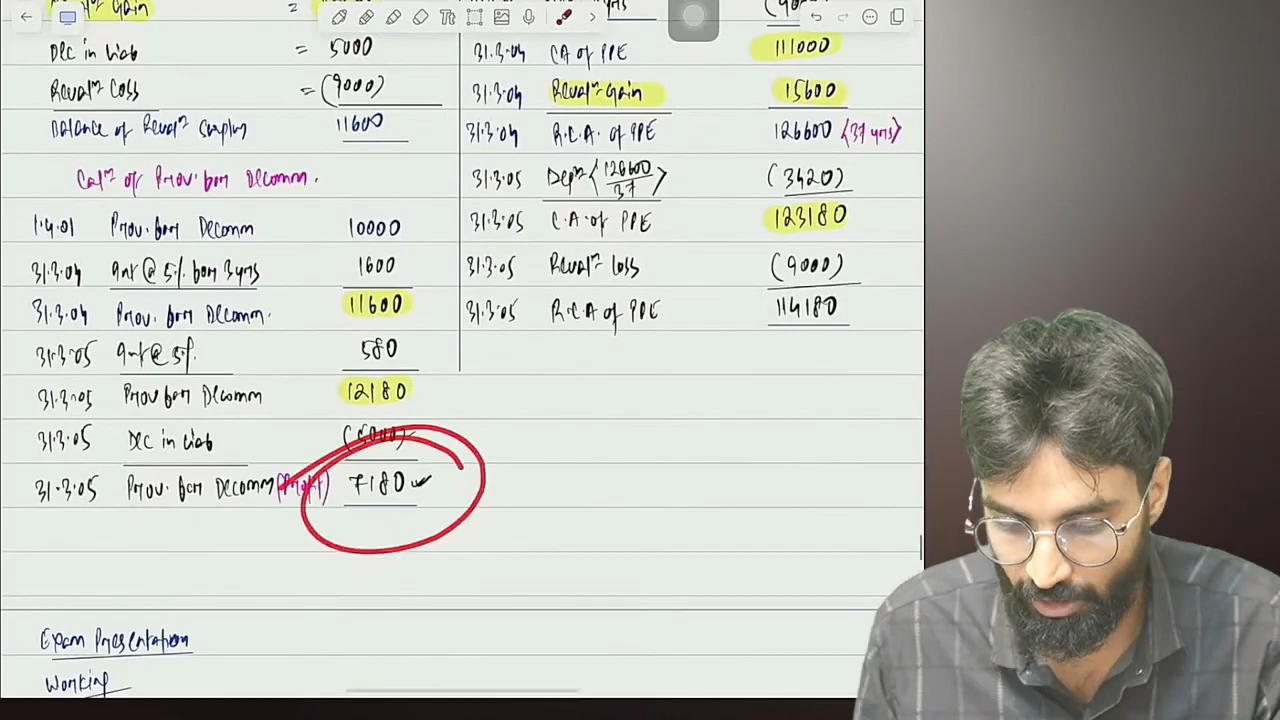 Gain =
Dec in Liab = 5000
Reval^n Loss = (9000)
Balance of Reval^n Surplus 11600
Cal^n of Prov. for Decomm.
1.4.01 Prov. for Decomm 10000
31.3.04 Int @ 5% for 3 yrs 1600
31.3.04 Prov. for Decomm. 11600
31.3.05 Int @ 5% 580
31.3.05 Prov for Decomm 12180
31.3.05 Dec in Liab (5000)
31.3.05 Prov. for Decomm 7180
Exam Presentation
Working
31.3.04 CA of PPE 111000
31.3.04 Reval^n Gain 15600
31.3.04 R.C.A. of PPE 126600 <37 yrs>
31.3.05 Dep^n <126600/37> (3420)
31.3.05 C.A. of PPE 123180
31.3.05 Reval^n Loss (9000)
31.3.05 R.C.A of PPE 114180